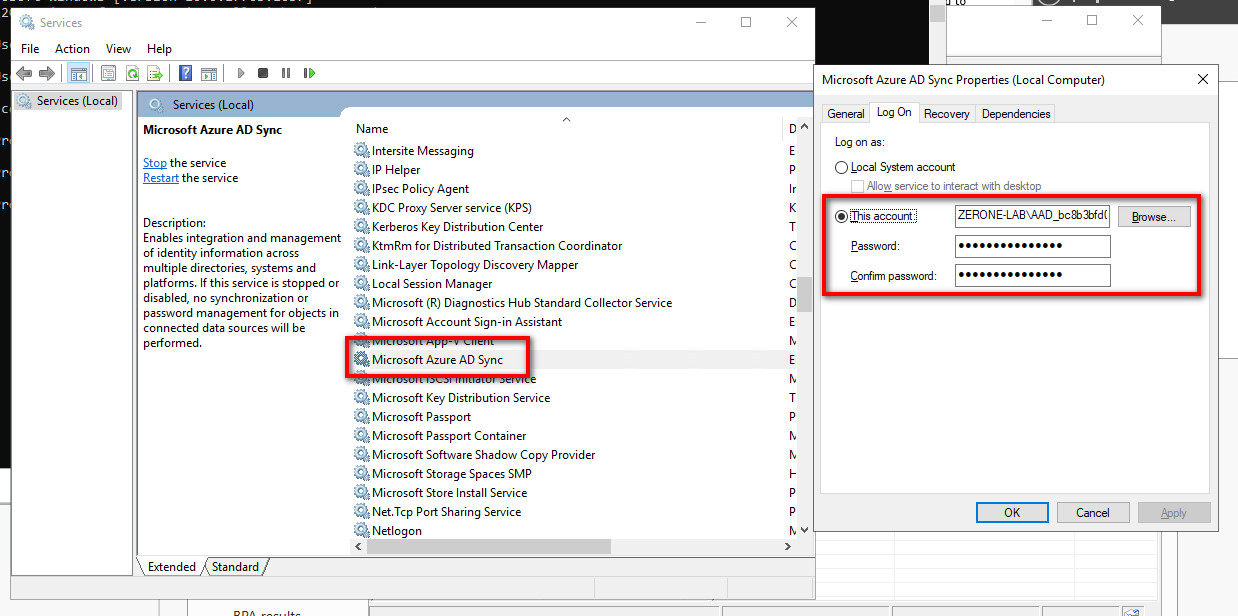 Services
File Action View Help
Services (Local)
Services (Local)
Microsoft Azure AD Sync
Stop the service
Restart the service
Description:
Enables integration and management
of identity information across
multiple directories, systems and
platforms. If this service is stopped or
disabled, no synchronization or
password management for objects in
connected data sources will be
performed.
Name D
Intersite Messaging E
IP Helper P
IPsec Policy Agent Ir
KDC Proxy Server service (KPS) K
Kerberos Key Distribution Center T
KtmRm for Distributed Transaction Coordinator C
Link-Layer Topology Discovery Mapper C
Local Session Manager C
Microsoft (R) Diagnostics Hub Standard Collector Service D
Microsoft Account Sign-in Assistant E
Microsoft App-V Client M
Microsoft Azure AD Sync E
Microsoft iSCSI Initiator Service M
Microsoft Key Distribution Service T
Microsoft Passport P
Microsoft Passport Container M
Microsoft Software Shadow Copy Provider M
Microsoft Storage Spaces SMP H
Microsoft Store Install Service P
Net.Tcp Port Sharing Service P
Netlogon M
Extended Standard
Microsoft Azure AD Sync Properties (Local Computer)
General Log On Recovery Dependencies
Log on as:
Local System account
Allow service to interact with desktop
This account: ZERONE-LAB\AAD_bc8b3bfd( Browse...
Password: ●●●●●●●●●●●●●●●
Confirm password: ●●●●●●●●●●●●●●●
OK Cancel Apply
BPA results